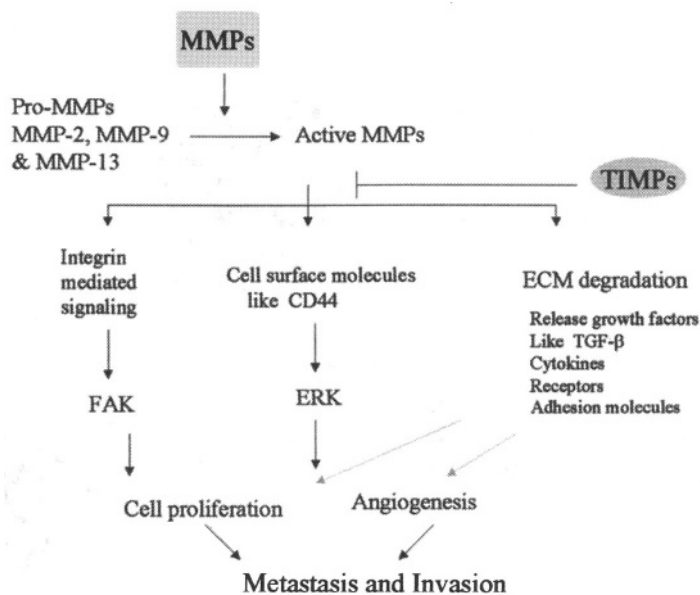 MMPs
Pro-MMPs
MMP-2, MMP-9
& MMP-13
Active MMPs
TIMPs
Integrin
mediated
signaling
Cell surface molecules
like CD44
ECM degradation
Release growth factors
Like TGF-β
Cytokines
Receptors
Adhesion molecules
FAK
ERK
Cell proliferation
Angiogenesis
Metastasis and Invasion